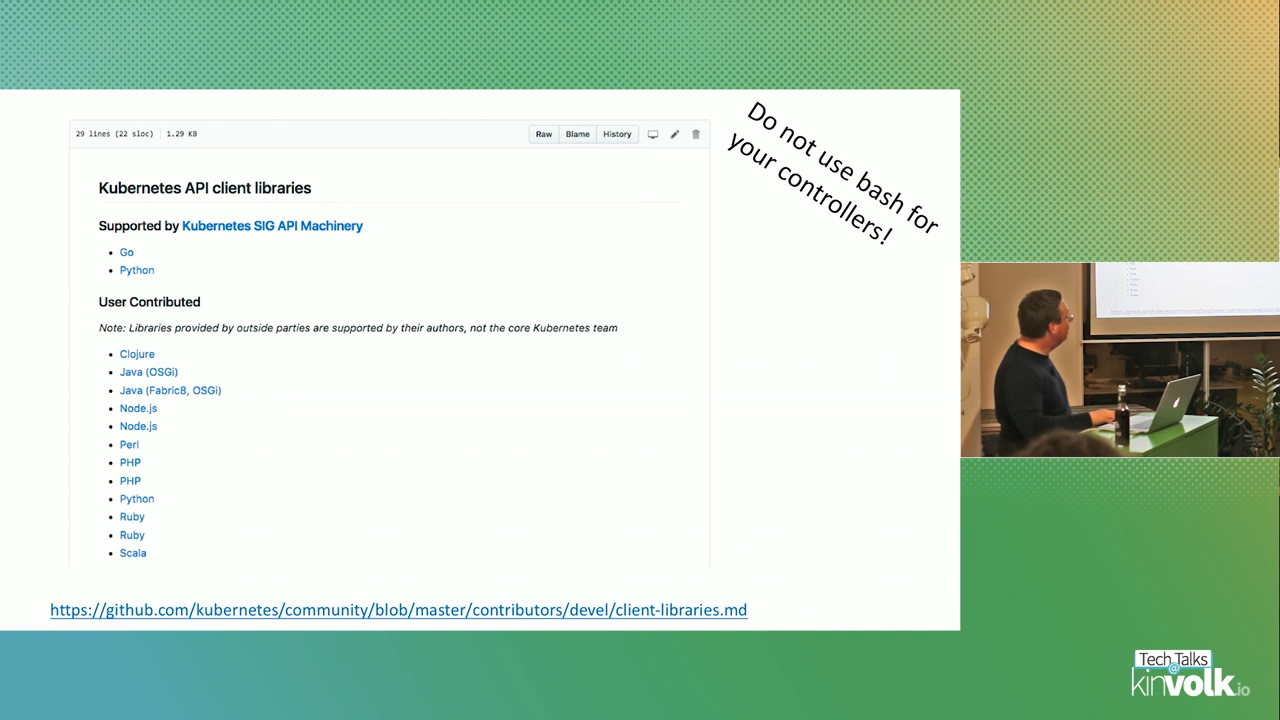 29 lines (22 sloc) 1.29 KB
Raw Blame History
Do not use bash for
your controllers!
Kubernetes API client libraries
Supported by Kubernetes SIG API Machinery
Go
Python
User Contributed
Note: Libraries provided by outside parties are supported by their authors, not the core Kubernetes team
Clojure
Java (OSGi)
Java (Fabric8, OSGi)
Node.js
Node.js
Perl
PHP
PHP
Python
Ruby
Ruby
Scala
https://github.com/kubernetes/community/blob/master/contributors/devel/client-libraries.md
Tech Talks
@
kinvolk.io